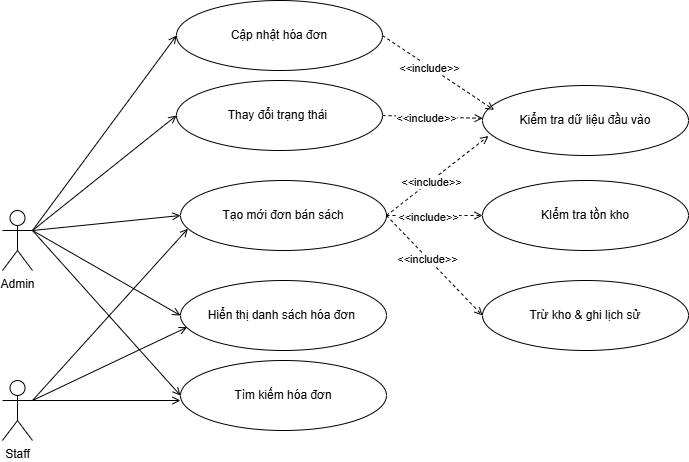 Cập nhật hóa đơn
<<include>>
Thay đổi trạng thái
<<include>>
Kiểm tra dữ liệu đầu vào
<<include>>
Tạo mới đơn bán sách
<<include>>
KIểm tra tồn kho
<<include>>
Admin
Hiển thị danh sách hóa đơn
Trừ kho & ghi lịch sử
Tìm kiếm hóa đơn
Staff